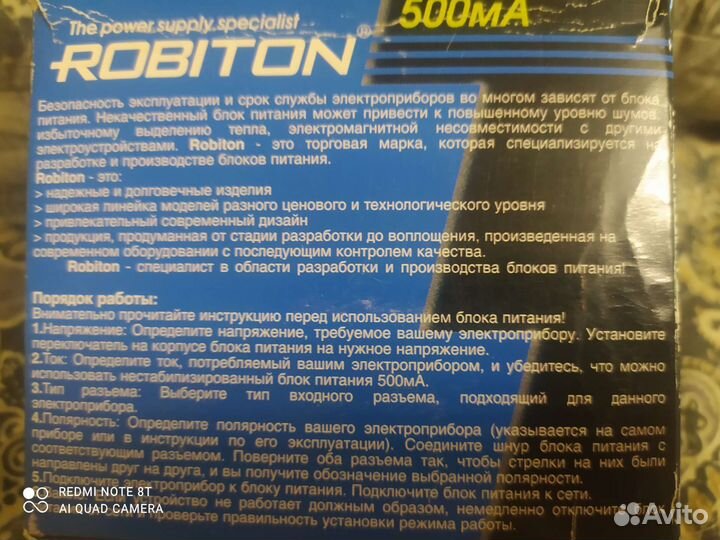 500мА
The power supply specialist
ROBITON®
Безопасность эксплуатации и срок службы электроприборов во многом зависят от блока
питания. Некачественный блок питания может привести к повышенному уровню шумов,
избыточному выделению тепла, электромагнитной несовместимости с другими
электроустройствами. Robiton - это торговая марка, которая специализируется на
разработке и производстве блоков питания.
Robiton - это:
> надежные и долговечные изделия
> широкая линейка моделей разного ценового и технологического уровня
> привлекательный современный дизайн
> продукция, продуманная от стадии разработки до воплощения, произведенная на
современном оборудовании с последующим контролем качества.
Robiton - специалист в области разработки и производства блоков питания!
Порядок работы:
Внимательно прочитайте инструкцию перед использованием блока питания!
1.Напряжение: Определите напряжение, требуемое вашему электроприбору. Установите
переключатель на корпусе блока питания на нужное напряжение.
2.Ток: Определите ток, потребляемый вашим электроприбором, и убедитесь, что можно
использовать нестабилизированный блок питания 500мА.
3.Тип разъема: Выберите тип входного разъема, подходящий для данного
электроприбора.
4.Полярность: Определите полярность вашего электроприбора (указывается на самом
приборе или в инструкции по его эксплуатации). Соедините шнур блока питания с
соответствующим разъемом. Поверните оба разъема так, чтобы стрелки на них были
направлены друг на друга, и вы получите обозначение выбранной полярности.
5.Подключите электроприбор к блоку питания. Подключите блок питания к сети.
Если устройство не работает должным образом, немедленно отключите блок
сети и проверьте правильность установки режима работы.
REDMI NOTE 8T
AI QUAD CAMERA
Avito